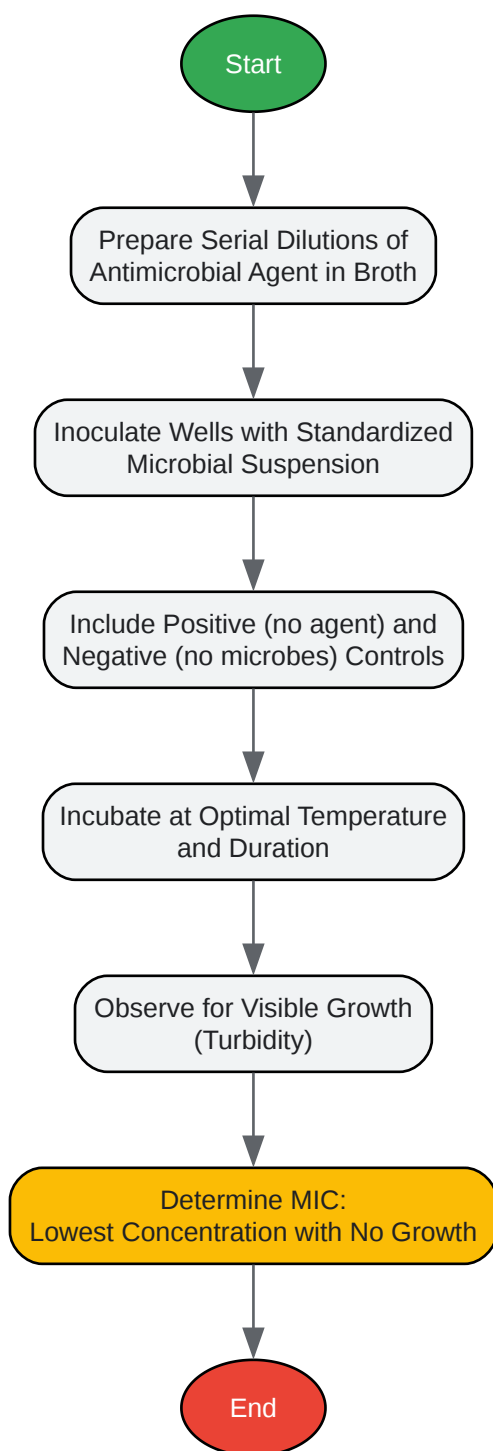 Start
Prepare Serial Dilutions of
Antimicrobial Agent in Broth
Inoculate Wells with Standardized
Microbial Suspension
Include Positive (no agent) and
Negative (no microbes) Controls
Incubate at Optimal Temperature
and Duration
Observe for Visible Growth
(Turbidity)
Determine MIC:
Lowest Concentration with No Growth
End